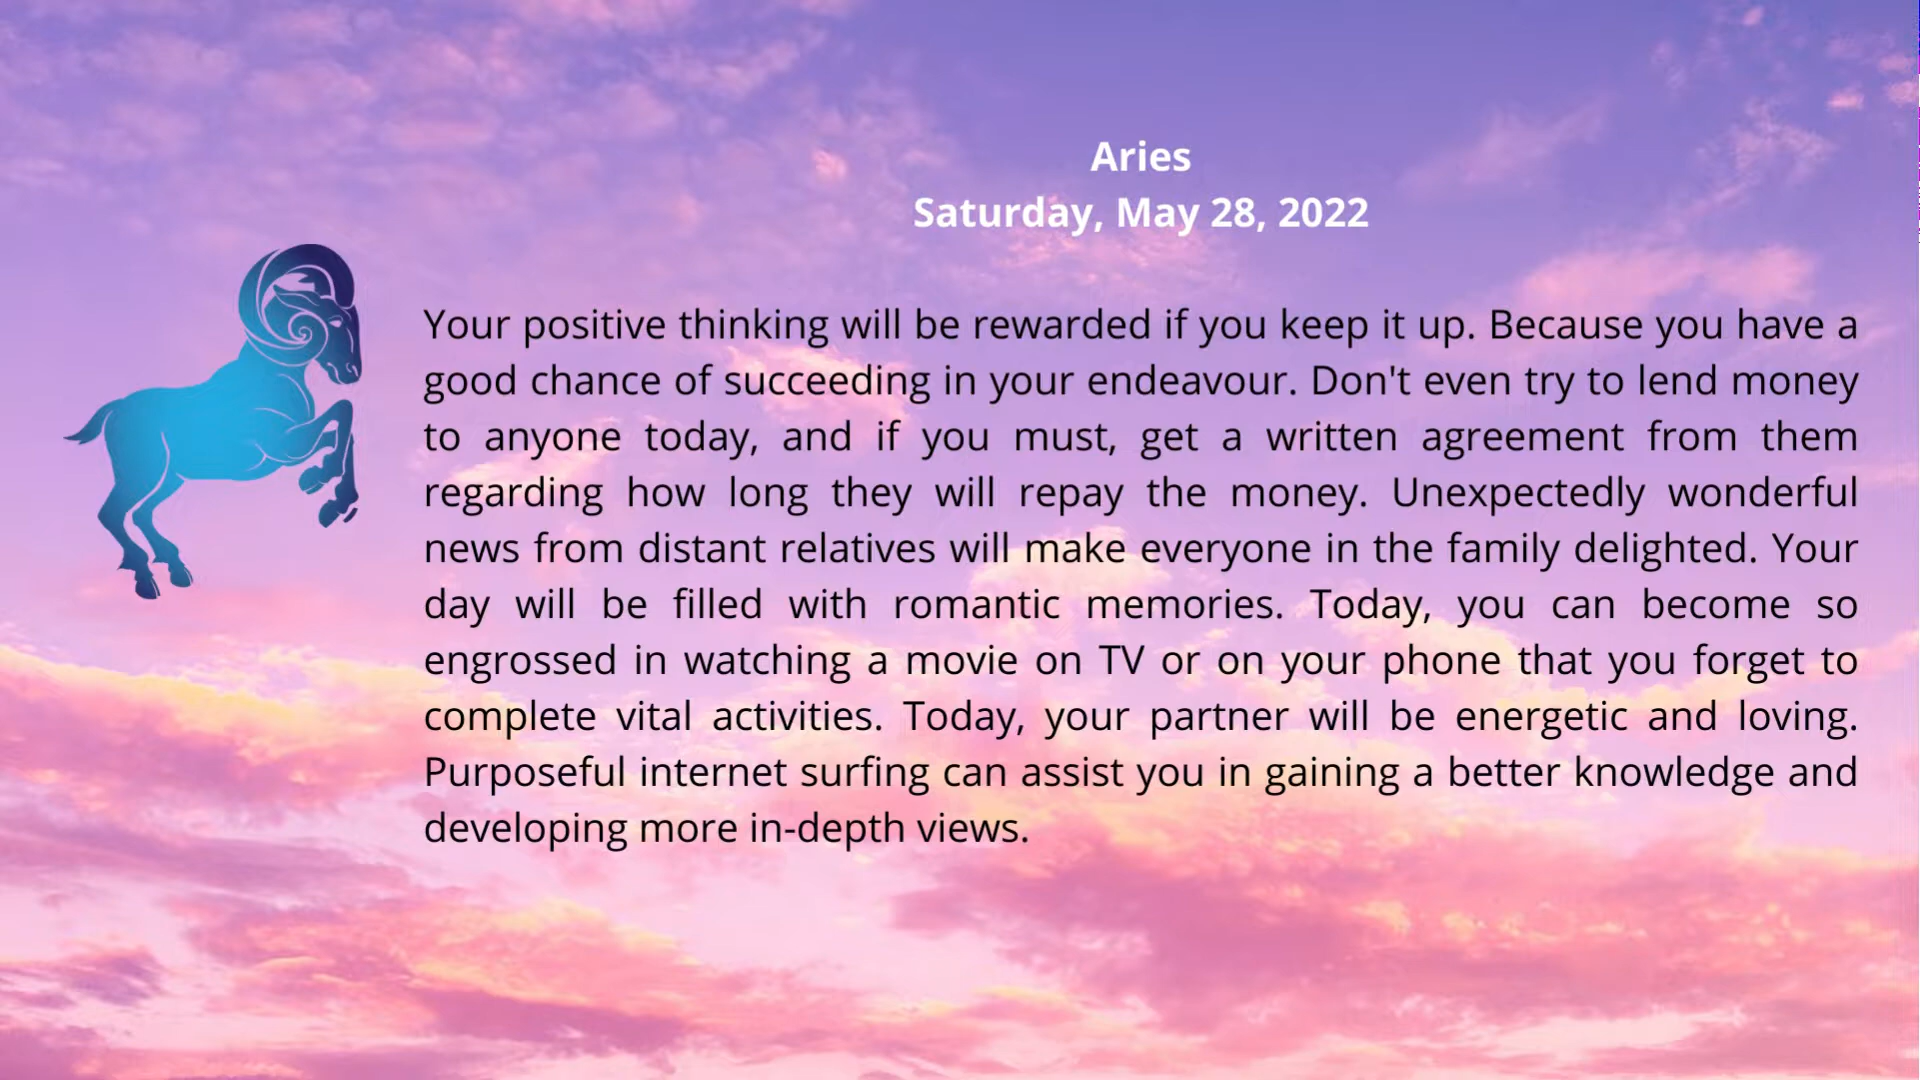 Aries
Saturday, May 28, 2022
Your positive thinking will be rewarded if you keep it up. Because you have a
good chance of succeeding in your endeavour. Don't even try to lend money
to anyone today, and if you must, get a written agreement from them
regarding how long they will repay the money. Unexpectedly wonderful
news from distant relatives will make everyone in the family delighted. Your
day will be filled with romantic memories. Today, you can become so
engrossed in watching a movie on TV or on your phone that you forget to
complete vital activities. Today, your partner will be energetic and loving.
Purposeful internet surfing can assist you in gaining a better knowledge and
developing more in-depth views.